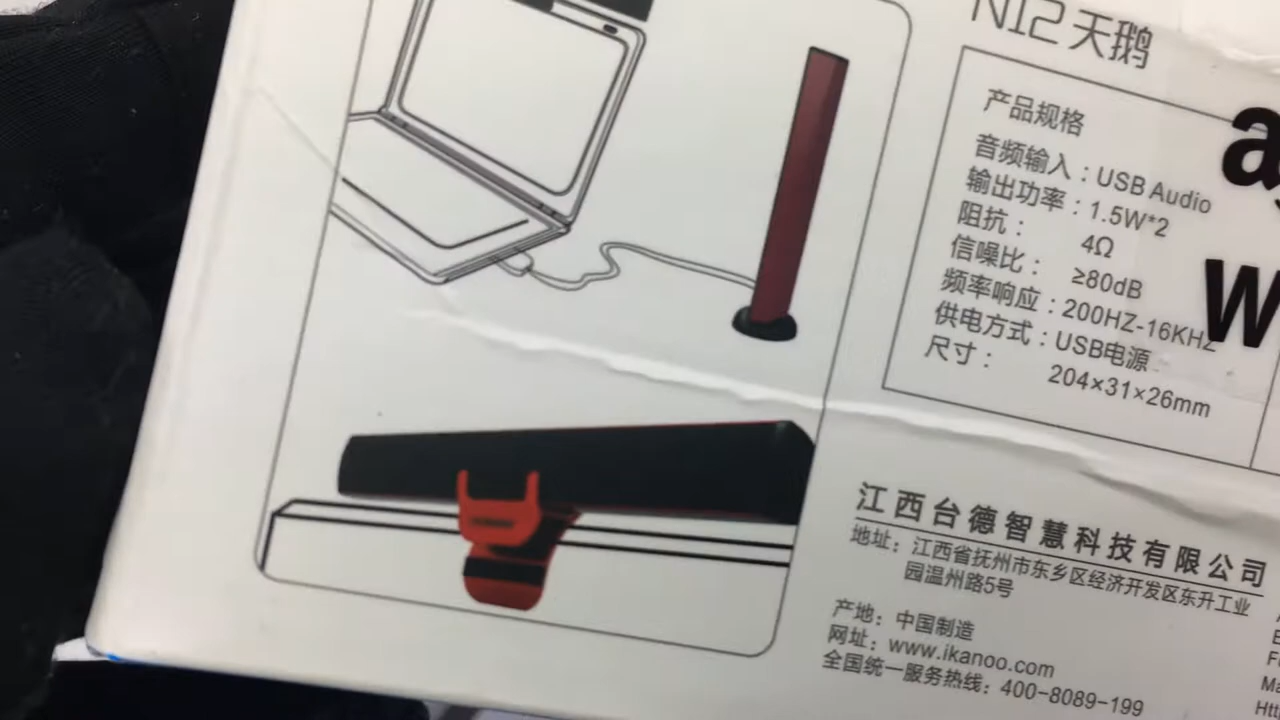 N12天鹅
产品规格
音频输入：USB Audio
输出功率：1.5W*2
阻抗： 4Ω
信噪比： ≥80dB
频率响应：200HZ-16KHZ
供电方式：USB电源
尺寸： 204×31×26mm
a
W
江西台德智慧科技有限公司
地址：江西省抚州市东乡区经济开发区东升工业
园温州路5号
产地：中国制造
网址：www.ikanoo.com
全国统一服务热线：400-8089-199